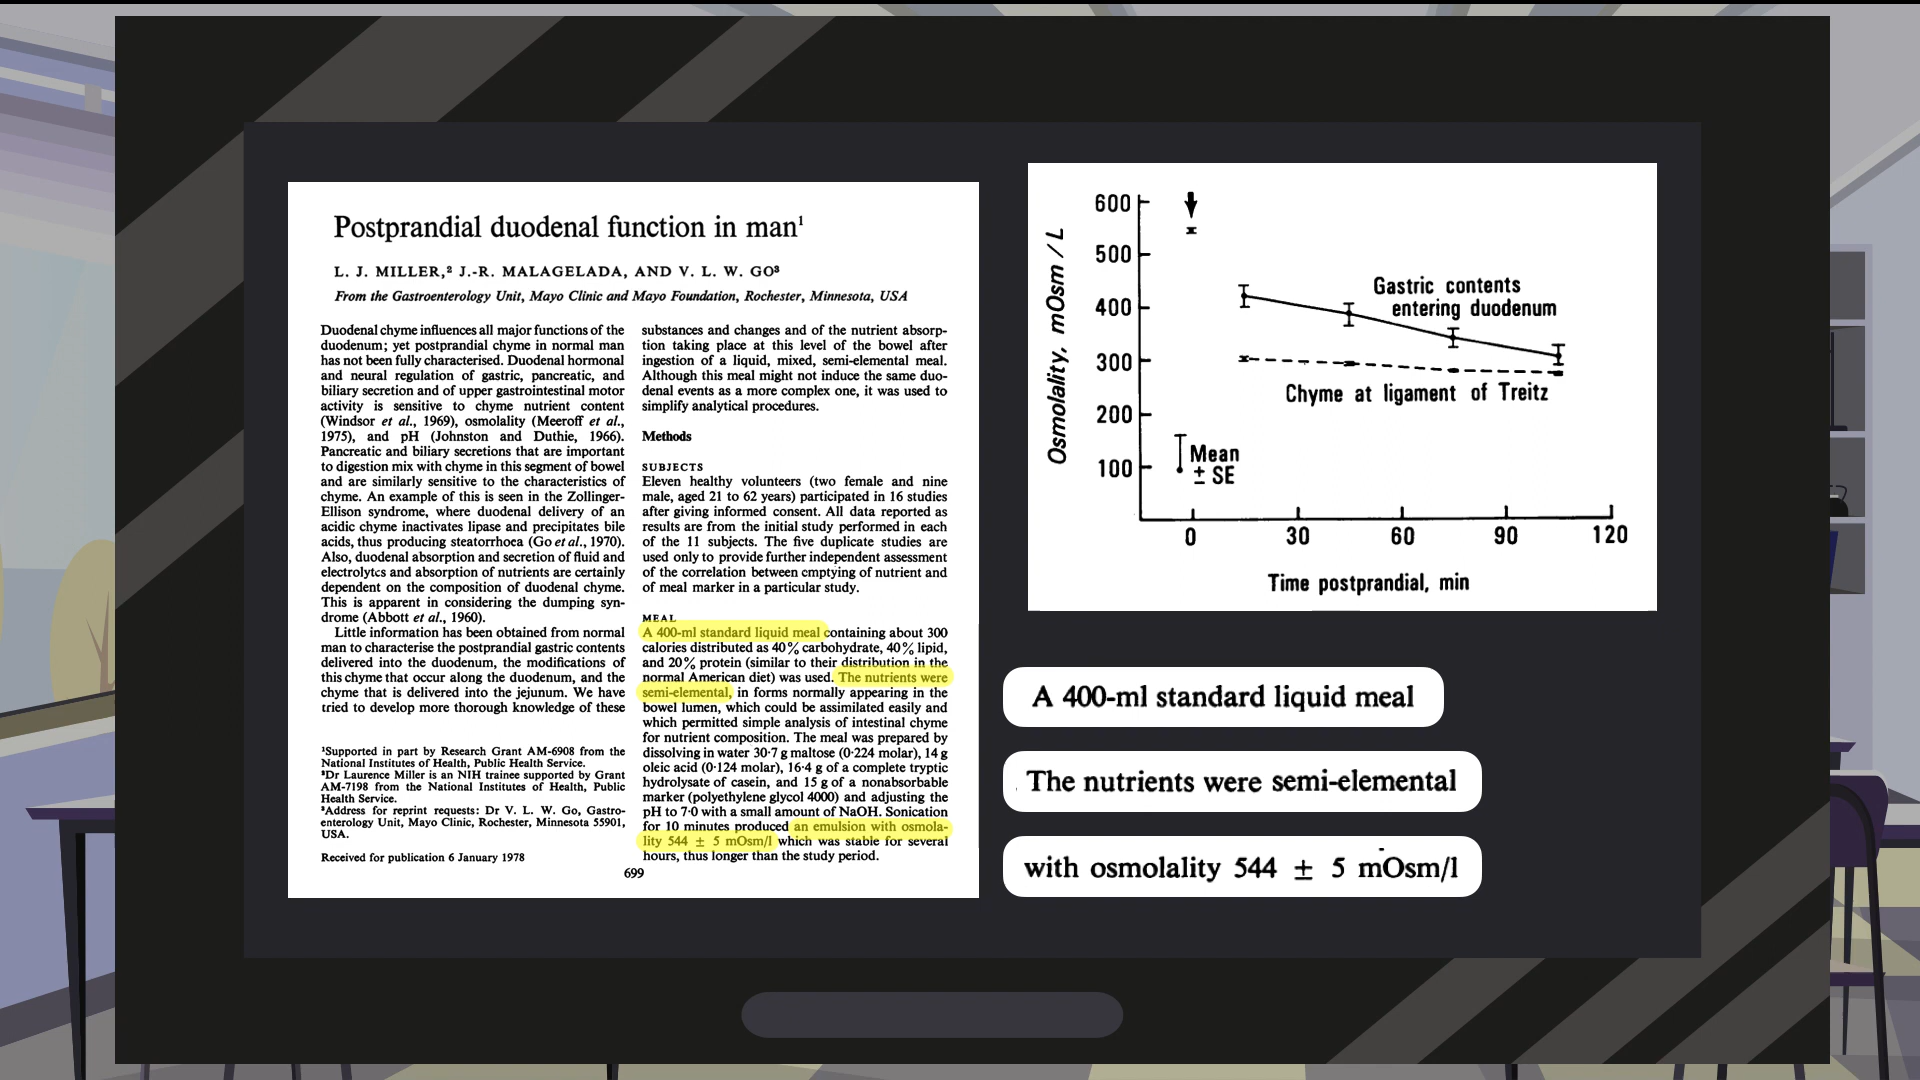 Postprandial duodenal function in man¹
L. J. MILLER,² J.-R. MALAGELADA, AND V. L. W. GO³
From the Gastroenterology Unit, Mayo Clinic and Mayo Foundation, Rochester, Minnesota, USA
Duodenal chyme influences all major functions of the
duodenum; yet postprandial chyme in normal man
has not been fully characterised. Duodenal hormonal
and neural regulation of gastric, pancreatic, and
biliary secretion and of upper gastrointestinal motor
activity is sensitive to chyme nutrient content
(Windsor et al., 1969), osmolality (Meeroff et al.,
1975), and pH (Johnston and Duthie, 1966).
Pancreatic and biliary secretions that are important
to digestion mix with chyme in this segment of bowel
and are similarly sensitive to the characteristics of
chyme. An example of this is seen in the Zollinger-
Ellison syndrome, where duodenal delivery of an
acidic chyme inactivates lipase and precipitates bile
acids, thus producing steatorrhoea (Go et al., 1970).
Also, duodenal absorption and secretion of fluid and
electrolytes and absorption of nutrients are certainly
dependent on the composition of duodenal chyme.
This is apparent in considering the dumping syn-
drome (Abbott et al., 1960).
Little information has been obtained from normal
man to characterise the postprandial gastric contents
delivered into the duodenum, the modifications of
this chyme that occur along the duodenum, and the
chyme that is delivered into the jejunum. We have
tried to develop more thorough knowledge of these
¹Supported in part by Research Grant AM-6908 from the
National Institutes of Health, Public Health Service.
²Dr Laurence Miller is an NIH trainee supported by Grant
AM-7198 from the National Institutes of Health, Public
Health Service.
³Address for reprint requests: Dr V. L. W. Go, Gastro-
enterology Unit, Mayo Clinic, Rochester, Minnesota 55901,
USA.
Received for publication 6 January 1978
substances and changes and of the nutrient absorp-
tion taking place at this level of the bowel after
ingestion of a liquid, mixed, semi-elemental meal.
Although this meal might not induce the same duo-
denal events as a more complex one, it was used to
simplify analytical procedures.
Methods
SUBJECTS
Eleven healthy volunteers (two female and nine
male, aged 21 to 62 years) participated in 16 studies
after giving informed consent. All data reported as
results are from the initial study performed in each
of the 11 subjects. The five duplicate studies are
used only to provide further independent assessment
of the correlation between emptying of nutrient and
of meal marker in a particular study.
MEAL
A 400-ml standard liquid meal containing about 300
calories distributed as 40% carbohydrate, 40% lipid,
and 20% protein (similar to their distribution in the
normal American diet) was used. The nutrients were
semi-elemental, in forms normally appearing in the
bowel lumen, which could be assimilated easily and
which permitted simple analysis of intestinal chyme
for nutrient composition. The meal was prepared by
dissolving in water 30·7 g maltose (0·224 molar), 14 g
oleic acid (0·124 molar), 16·4 g of a complete tryptic
hydrolysate of casein, and 15 g of a nonabsorbable
marker (polyethylene glycol 4000) and adjusting the
pH to 7·0 with a small amount of NaOH. Sonication
for 10 minutes produced an emulsion with osmola-
lity 544 ± 5 mOsm/l which was stable for several
hours, thus longer than the study period.
699
Osmolality, mOsm/L
600
500
400
300
200
100
Gastric contents
entering duodenum
Chyme at ligament of Treitz
Mean
± SE
0 30 60 90 120
Time postprandial, min
A 400-ml standard liquid meal
The nutrients were semi-elemental
with osmolality 544 ± 5 mOsm/l